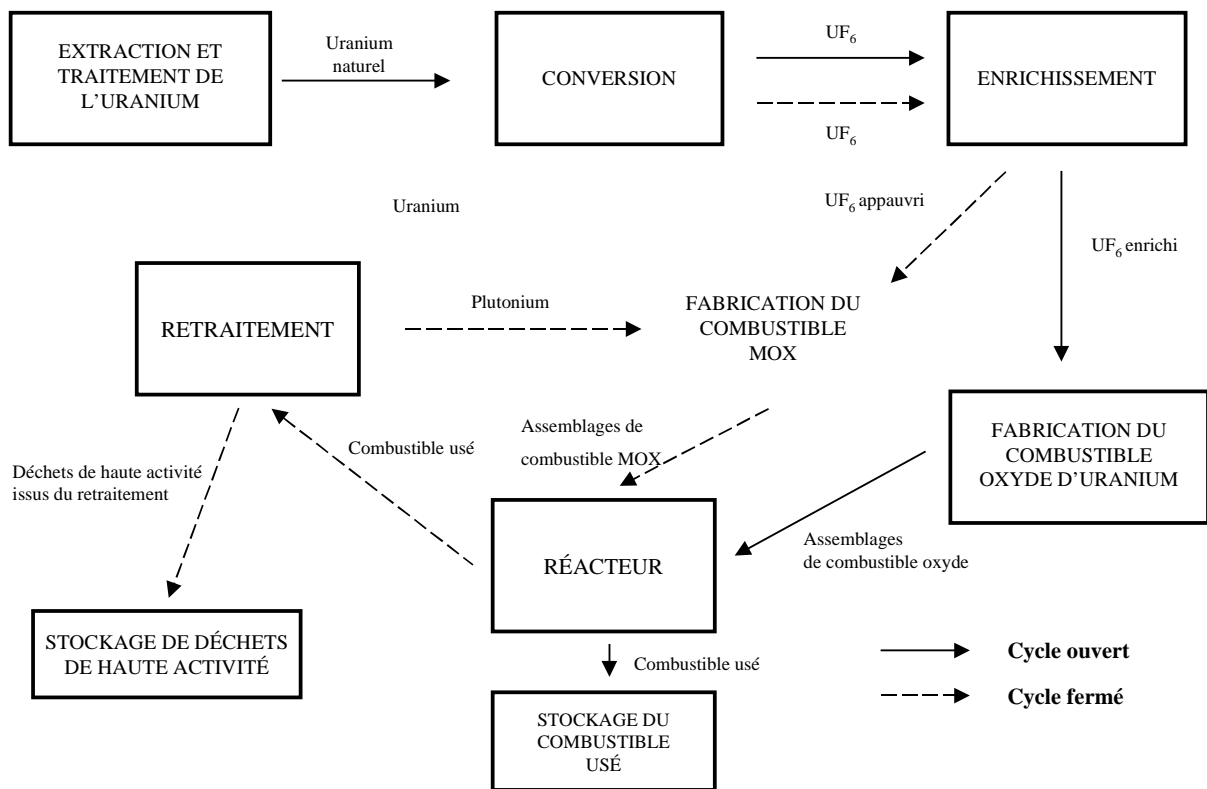 EXTRACTION ET
TRAITEMENT DE
L'URANIUM
Uranium
naturel
CONVERSION
UF6
UF6
ENRICHISSEMENT
Uranium
UF6 appauvri
UF6 enrichi
RETRAITEMENT
Plutonium
FABRICATION DU
COMBUSTIBLE
MOX
Déchets de haute activité
issus du retraitement
Combustible usé
Assemblages de
combustible MOX
FABRICATION DU
COMBUSTIBLE
OXYDE D'URANIUM
RÉACTEUR
Assemblages
de combustible oxyde
STOCKAGE DE DÉCHETS
DE HAUTE ACTIVITÉ
Combustible usé
STOCKAGE DU
COMBUSTIBLE
USÉ
Cycle ouvert
Cycle fermé